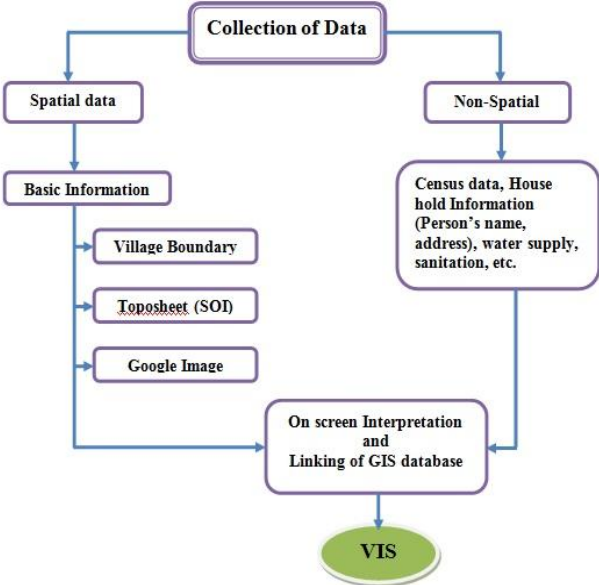 Collection of Data
Spatial data
Non-Spatial
Basic Information
Census data, House
hold Information
(Person's name,
address), water supply,
sanitation, etc.
Village Boundary
Toposheet (SOI)
Google Image
On screen Interpretation
and
Linking of GIS database
VIS